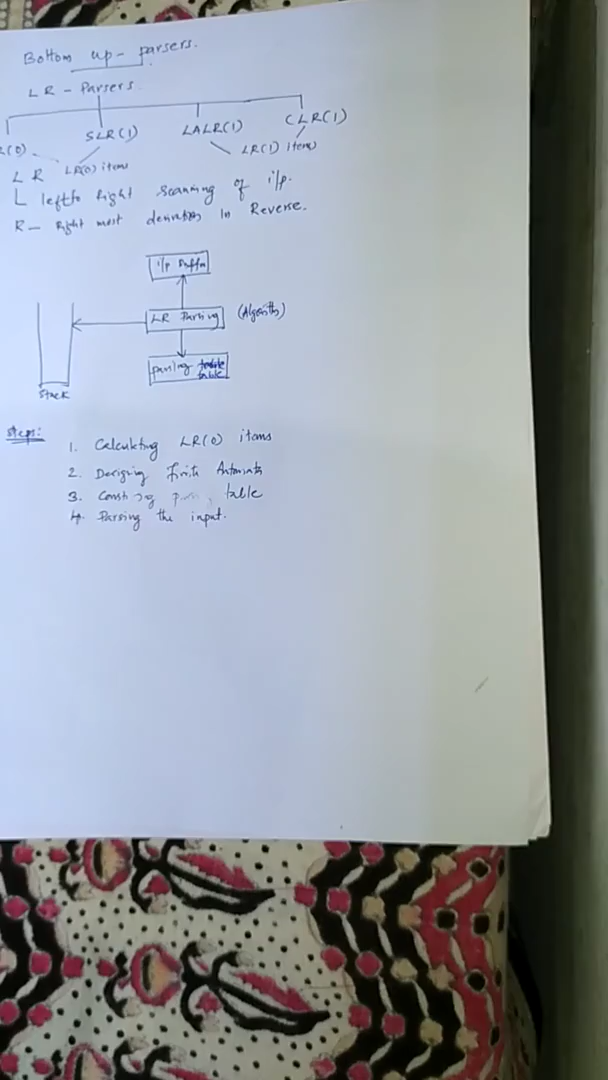 Bottom up - parsers.
LR - Parsers
R(0) SLR(1) LALR(1) CLR(1)
LR(0) items LR(1) items
L R
L left to Right scanning of i/p.
R - Right most derivation in Reverse.
i/p Buffer
LR Parsing (Algorithm)
parsing table
table
Stack
Steps:
1. Calculating LR(0) items
2. Designing finite Automata
3. table
4. Parsing the input.